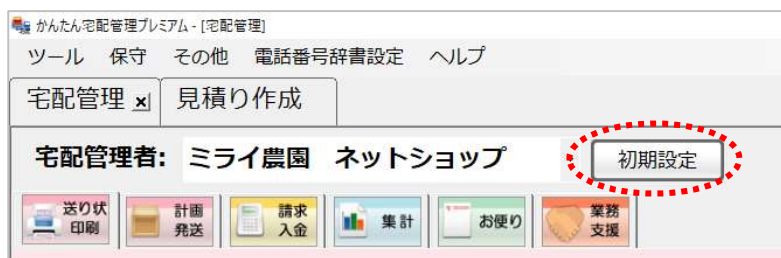 かんたん宅配管理プレミアム - [宅配管理]
ツール 保守 その他 電話番号辞書設定 ヘルプ
宅配管理 x 見積り作成
宅配管理者: ミライ農園 ネットショップ 初期設定
送り状印刷 計画発送 請求入金 集計 お便り 業務支援